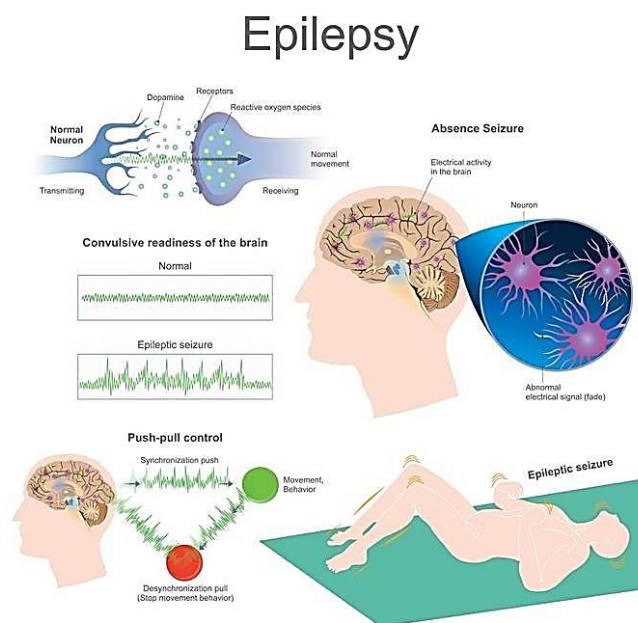 Epilepsy
Dopamine
Receptors
Reactive oxygen species
Normal
Neuron
Normal
movement
Transmitting
Receiving
Absence Seizure
Electrical activity
in the brain
Neuron
Convulsive readiness of the brain
Normal
Epileptic seizure
Abnormal
electrical signal (fade)
Push-pull control
Synchronization push
Movement,
Behavior
Desynchronization pull
(Stop movement behavior)
Epileptic seizure